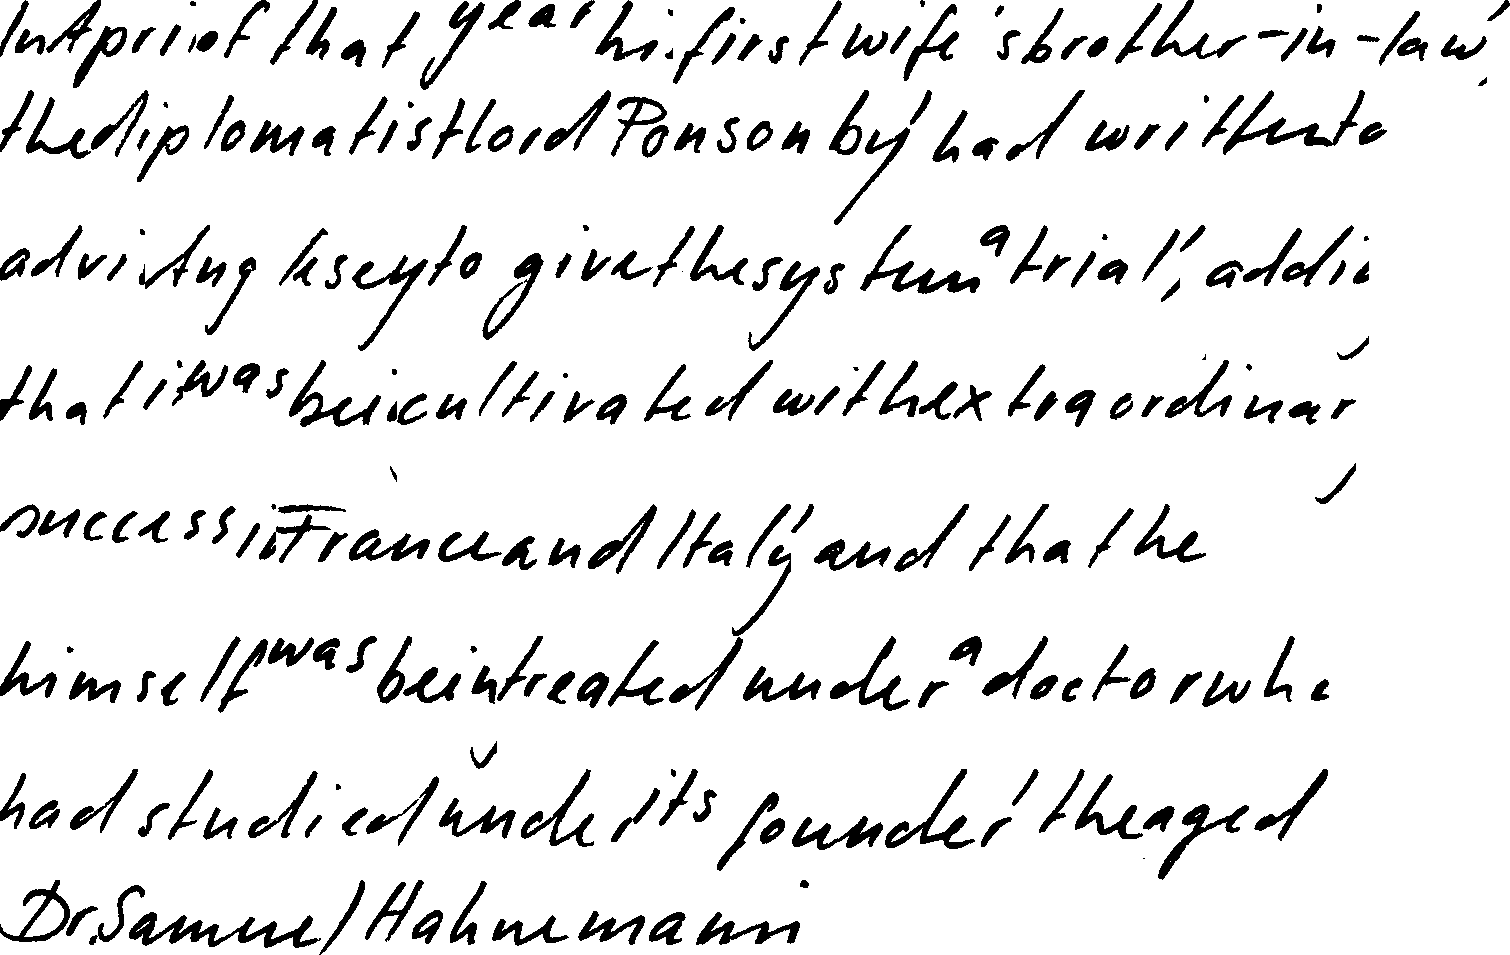 In April of that year his first wife's brother-in-law,
the diplomatist lord Ponsonby had written to
advising to give the system a trial, adding
that it was being cultivated with extraordinary
success in France and Italy and that he
himself was being treated under a doctor who
had studied under its founder the aged
Dr. Samuel Hahnemann